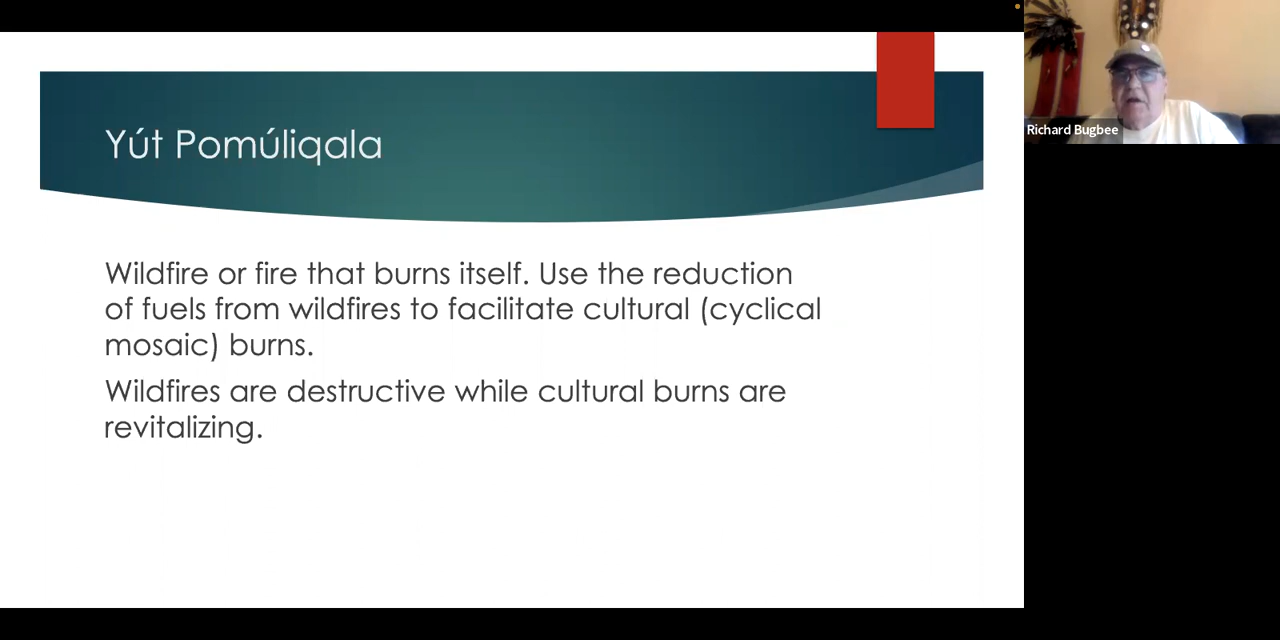 Yút Pomúliqala
Wildfire or fire that burns itself. Use the reduction
of fuels from wildfires to facilitate cultural (cyclical
mosaic) burns.
Wildfires are destructive while cultural burns are
revitalizing.
Richard Bugbee